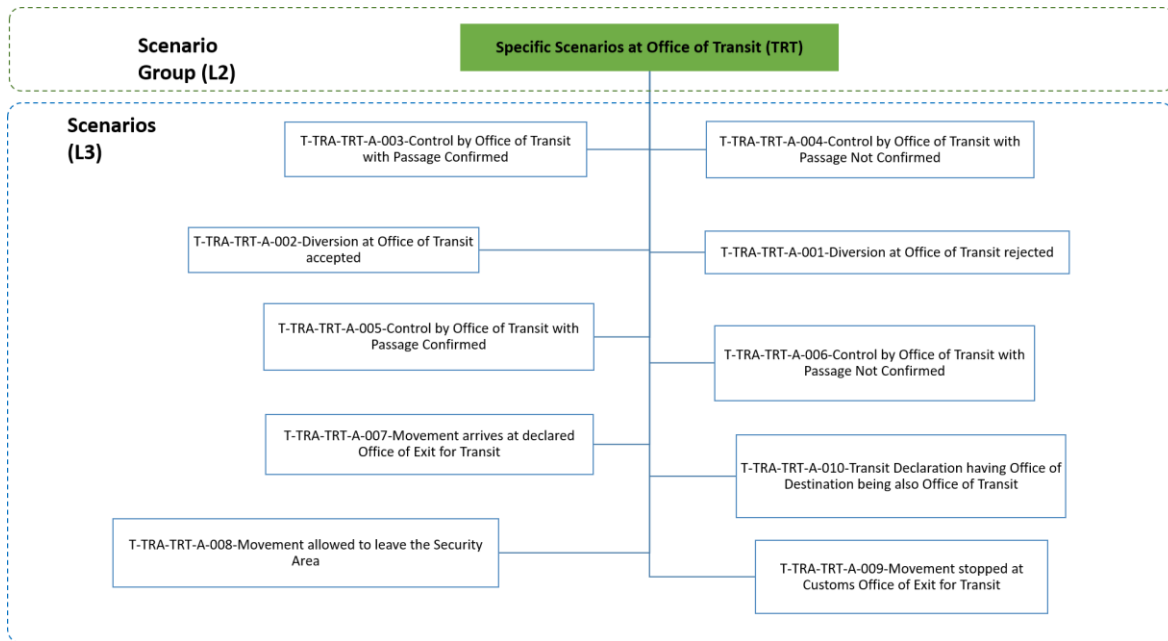 Scenario
Group (L2)
Specific Scenarios at Office of Transit (TRT)
Scenarios
(L3)
T-TRA-TRT-A-003-Control by Office of Transit
with Passage Confirmed
T-TRA-TRT-A-004-Control by Office of Transit with
Passage Not Confirmed
T-TRA-TRT-A-002-Diversion at Office of Transit
accepted
T-TRA-TRT-A-001-Diversion at Office of Transit rejected
T-TRA-TRT-A-005-Control by Office of Transit with
Passage Confirmed
T-TRA-TRT-A-006-Control by Office of Transit with
Passage Not Confirmed
T-TRA-TRT-A-007-Movement arrives at declared
Office of Exit for Transit
T-TRA-TRT-A-010-Transit Declaration having Office of
Destination being also Office of Transit
T-TRA-TRT-A-008-Movement allowed to leave the Security
Area
T-TRA-TRT-A-009-Movement stopped at
Customs Office of Exit for Transit